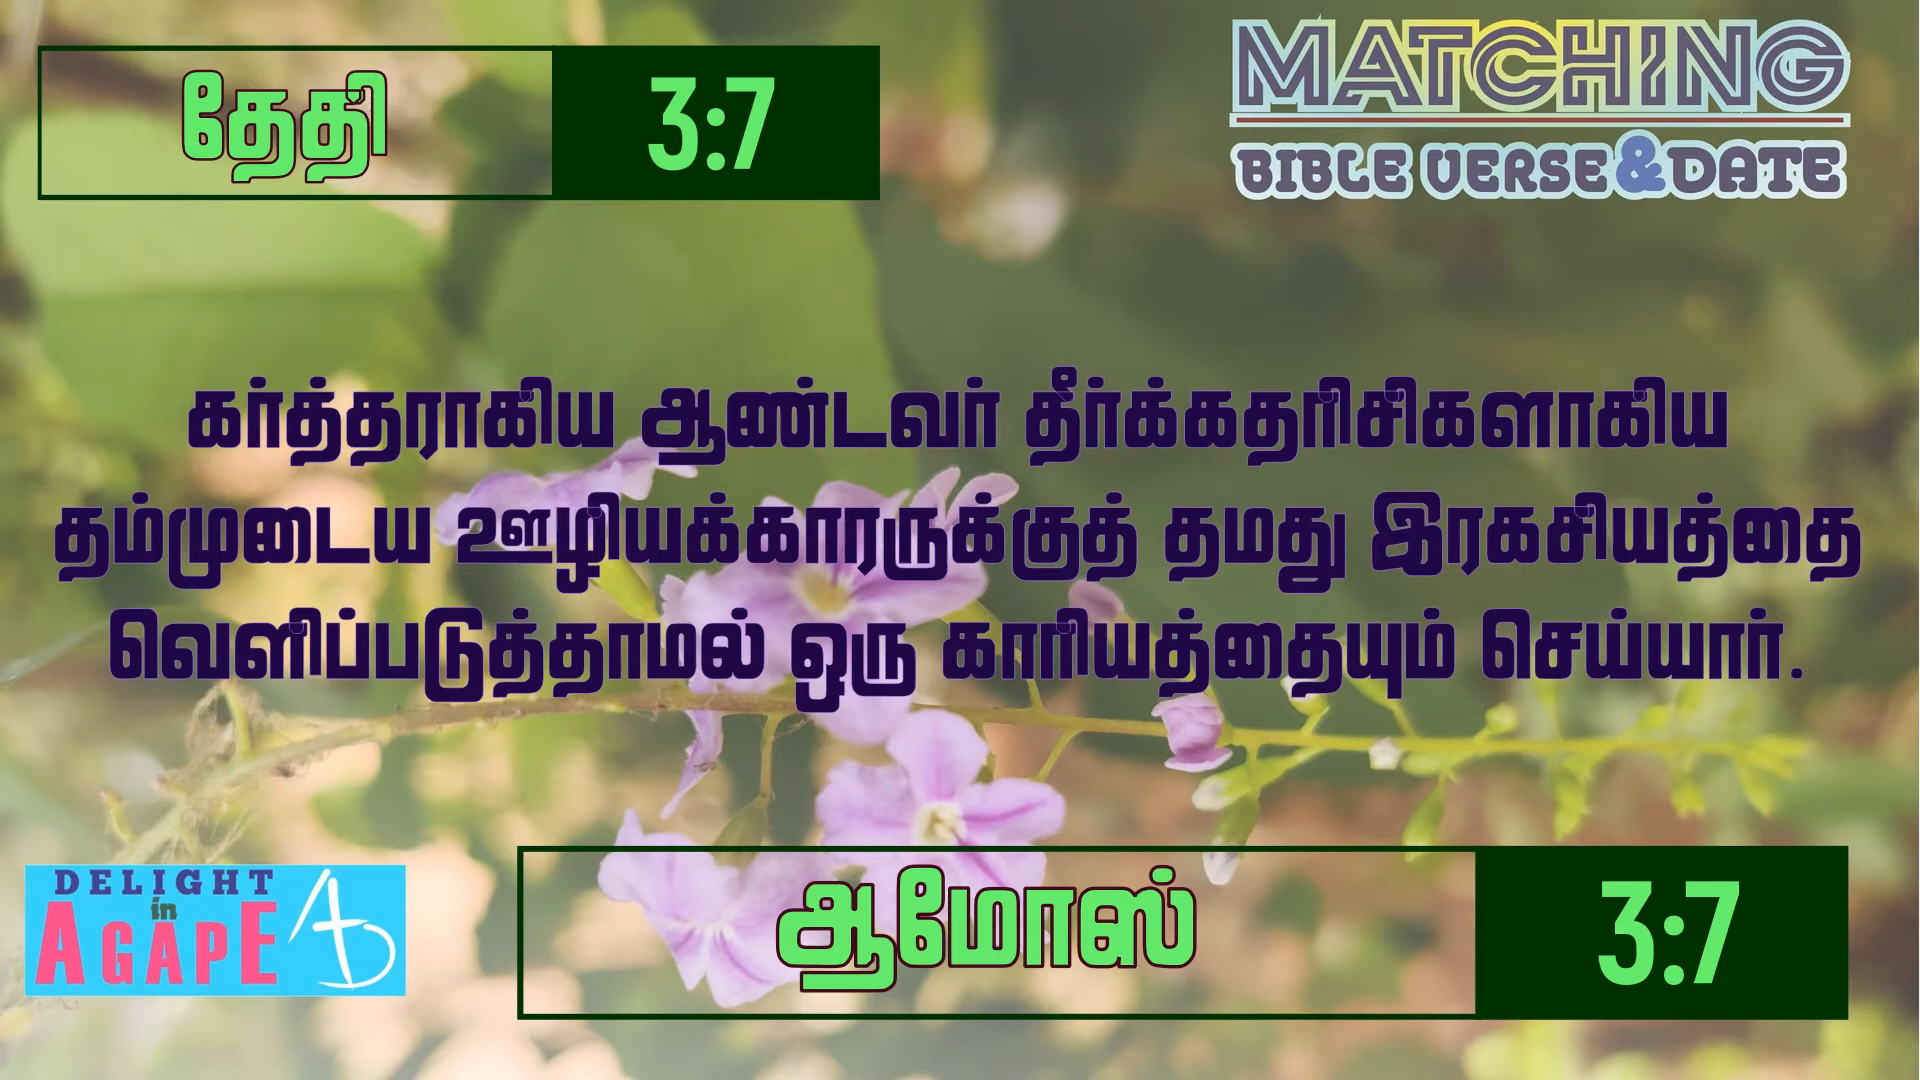 தேதி 3:7
MATCHING
BIBLE VERSE & DATE
கர்த்தராகிய ஆண்டவர் தீர்க்கதரிசிகளாகிய
தம்முடைய ஊழியக்காரருக்குத் தமது இரகசியத்தை
வெளிப்படுத்தாமல் ஒரு காரியத்தையும் செய்யார்.
DELIGHT
in
AGAPE
ஆமோஸ் 3:7